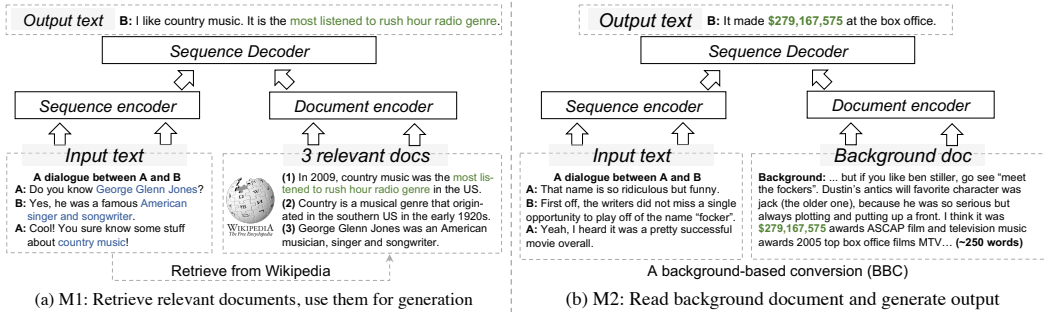 Output text B: I like country music. It is the most listened to rush hour radio genre.
Sequence Decoder
Sequence encoder
Document encoder
Input text
A dialogue between A and B
A: Do you know George Glenn Jones?
B: Yes, he was a famous American
singer and songwriter.
A: Cool! You sure know some stuff
about country music!
3 relevant docs
WIKIPEDIA
The Free Encyclopedia
(1) In 2009, country music was the most lis-
tened to rush hour radio genre in the US.
(2) Country is a musical genre that origin-
ated in the southern US in the early 1920s.
(3) George Glenn Jones was an American
musician, singer and songwriter.
Retrieve from Wikipedia
(a) M1: Retrieve relevant documents, use them for generation
Output text B: It made $279,167,575 at the box office.
Sequence Decoder
Sequence encoder
Document encoder
Input text
A dialogue between A and B
A: That name is so ridiculous but funny.
B: First off, the writers did not miss a single
opportunity to play off of the name “focker”.
A: Yeah, I heard it was a pretty successful
movie overall.
Background doc
Background: ... but if you like ben stiller, go see “meet
the fockers”. Dustin’s antics will favorite character was
jack (the older one), because he was so serious but
always plotting and putting up a front. I think it was
$279,167,575 awards ASCAP film and television music
awards 2005 top box office films MTV… (~250 words)
A background-based conversion (BBC)
(b) M2: Read background document and generate output